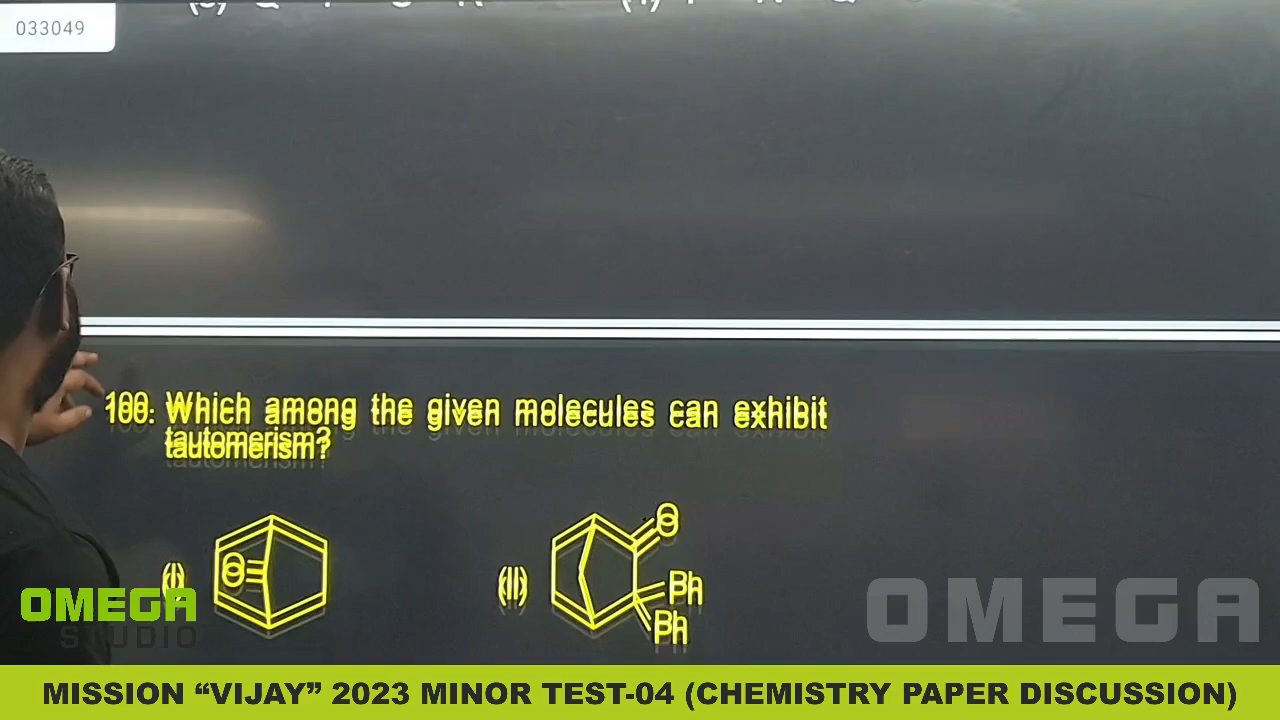 033049
100. Which among the given molecules can exhibit
tautomerism?
(I)
O
(II)
O
Ph
Ph
OMEGA
STUDIO
OMEGA
MISSION “VIJAY” 2023 MINOR TEST-04 (CHEMISTRY PAPER DISCUSSION)